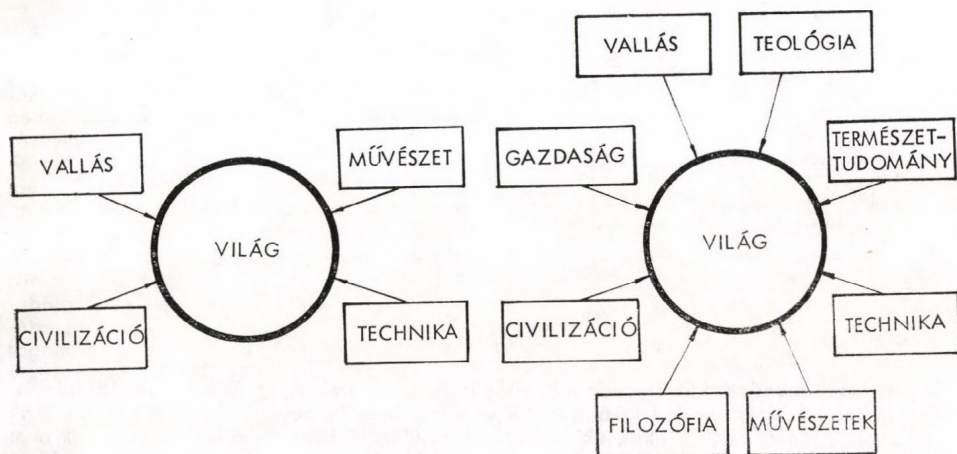 VALLÁS
MŰVÉSZET
VILÁG
CIVILIZÁCIÓ
TECHNIKA
VALLÁS
TEOLÓGIA
GAZDASÁG
TERMÉSZET-
TUDOMÁNY
VILÁG
CIVILIZÁCIÓ
TECHNIKA
FILOZÓFIA
MŰVÉSZETEK